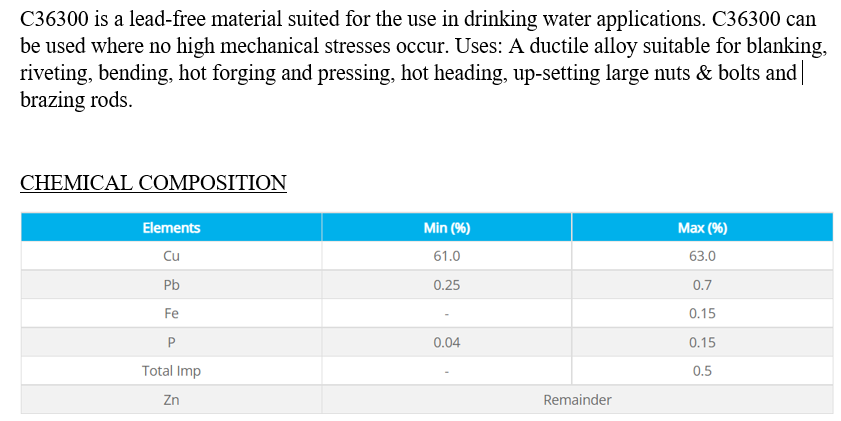 C36300 is a lead-free material suited for the use in drinking water applications. C36300 can
be used where no high mechanical stresses occur. Uses: A ductile alloy suitable for blanking,
riveting, bending, hot forging and pressing, hot heading, up-setting large nuts & bolts and
brazing rods.
CHEMICAL COMPOSITION
Elements Min (%) Max (%)
Cu 61.0 63.0
Pb 0.25 0.7
Fe - 0.15
P 0.04 0.15
Total Imp - 0.5
Zn Remainder